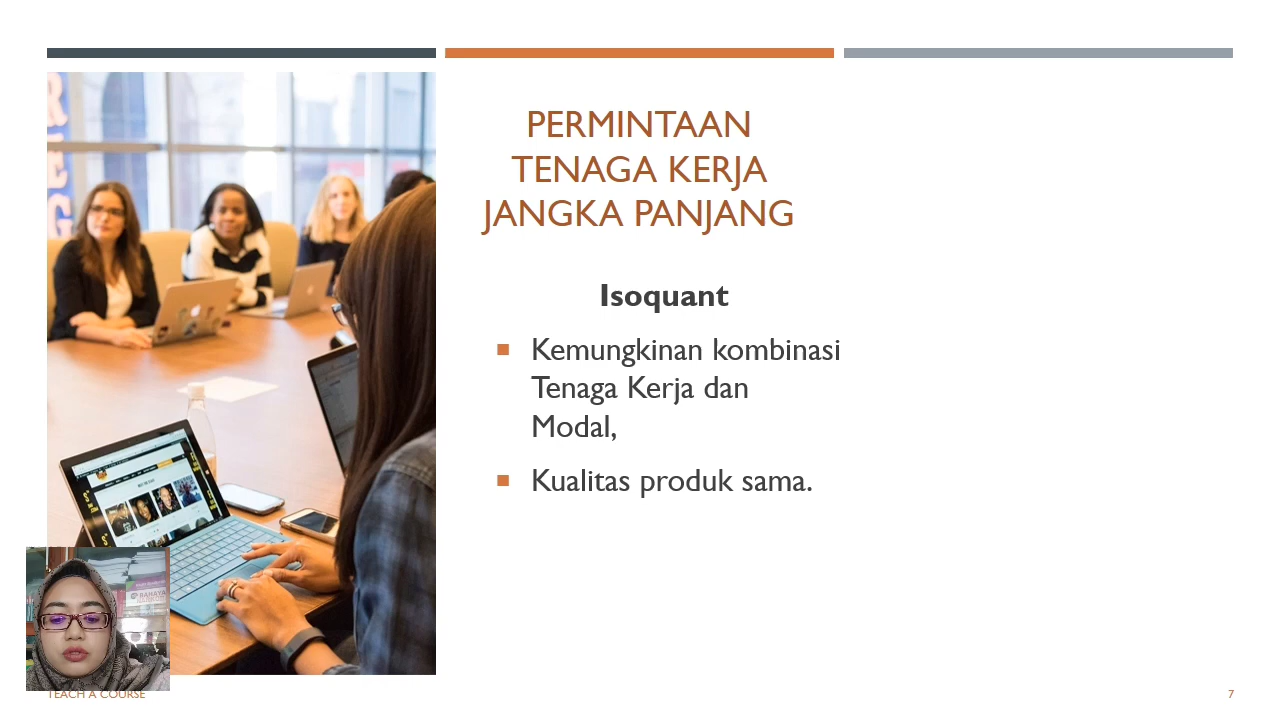 PERMINTAAN
TENAGA KERJA
JANGKA PANJANG
Isoquant
Kemungkinan kombinasi
Tenaga Kerja dan
Modal,
Kualitas produk sama.
TEACH A COURSE
7